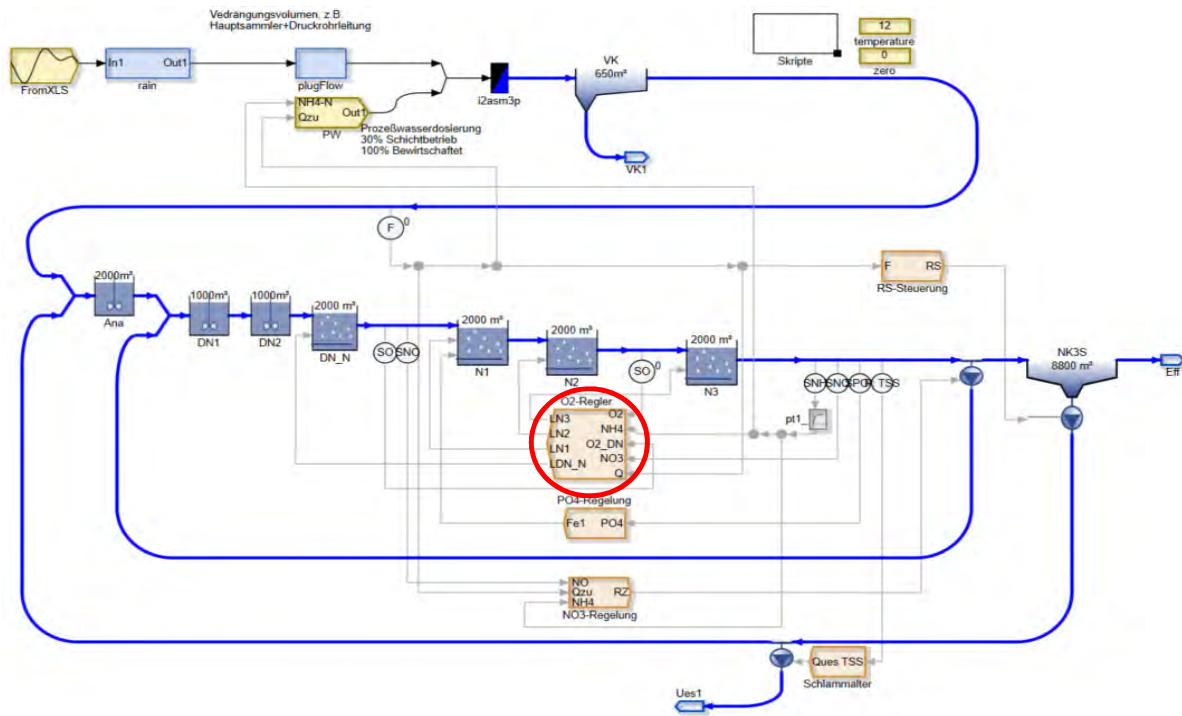 Vedrängungsvolumen, z.B.
Hauptsammler+Druckrohrleitung
FromXLS
In1 Out1
rain
plugFlow
NH4-N
Qzu
Out1
PW
Prozeßwasserdosierung
30% Schichtbetrieb
100% Bewirtschaftet
i2asm3p
VK
650m³
VK1
Skripte
12
temperature
0
zero
F 0
F RS
RS-Steuerung
2000m³
Ana
1000m³
DN1
1000m³
DN2
2000 m³
DN_N
SO SNO
2000 m³
N1
2000 m³
N2
SO 0
2000 m³
N3
SNH SNO SPO TSS
pt1_
NK3S
8800 m³
Eff
O2-Regler
LN3
LN2
LN1
LDN_N
O2
NH4
O2_DN
NO3
Q
PO4-Regelung
Fe1 PO4
NO
Qzu
NH4
RZ
NO3-Regelung
Ques TSS
Schlammalter
Ues1